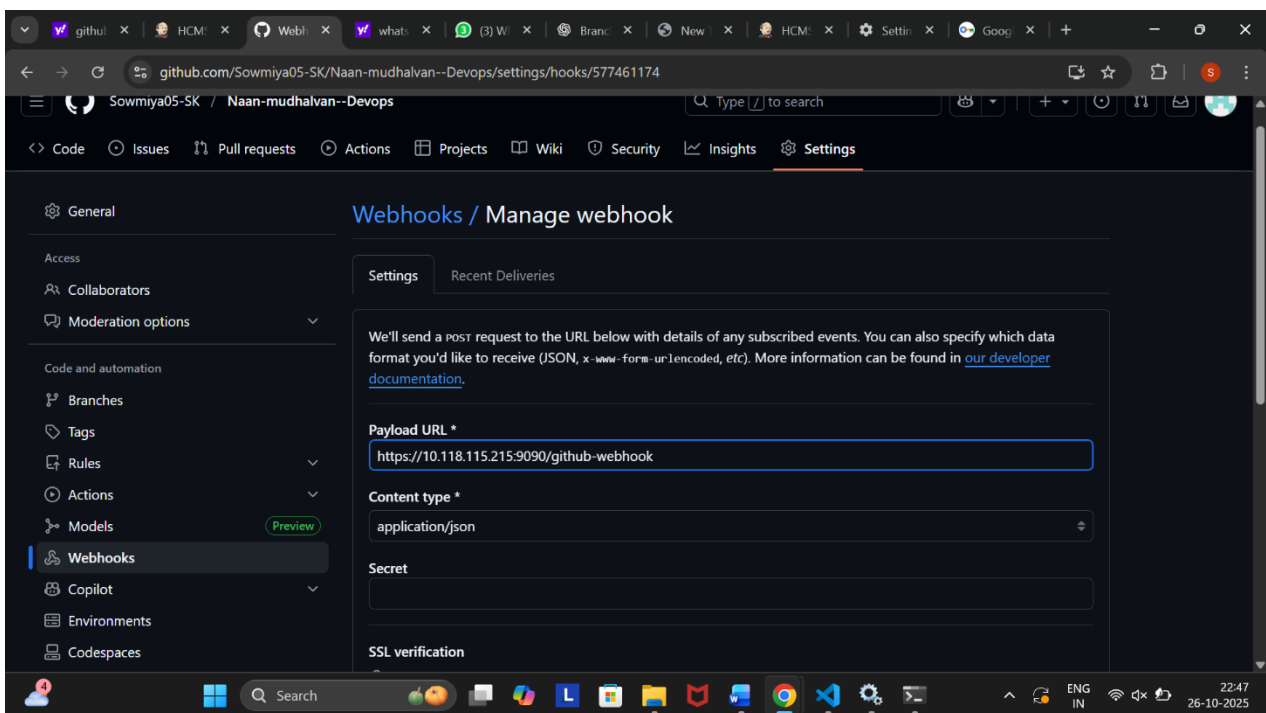 githul HCM: Webh whats (3) W Branc New HCM: Settin Goog
github.com/Sowmiya05-SK/Naan-mudhalvan--Devops/settings/hooks/577461174 S
Sowmiya05-SK / Naan-mudhalvan--Devops Type / to search
<> Code Issues Pull requests Actions Projects Wiki Security Insights Settings
General
Webhooks / Manage webhook
Access
Settings Recent Deliveries
Collaborators
Moderation options
We'll send a POST request to the URL below with details of any subscribed events. You can also specify which data
format you'd like to receive (JSON, x-www-form-urlencoded, etc). More information can be found in our developer
documentation.
Code and automation
Branches
Tags
Rules
Actions
Models Preview
Webhooks
Copilot
Environments
Codespaces
Payload URL *
https://10.118.115.215:9090/github-webhook
Content type *
application/json
Secret
SSL verification
4 Search L ENG 22:47
IN 26-10-2025